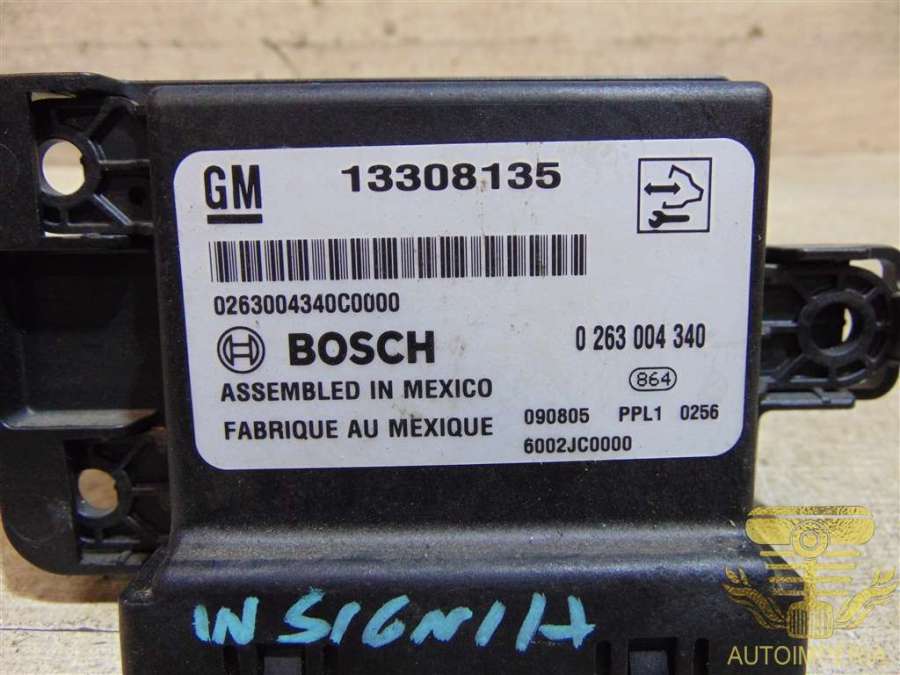 GM 13308135
0263004340C0000
BOSCH 0 263 004 340
ASSEMBLED IN MEXICO 864
FABRIQUE AU MEXIQUE 090805 PPL1 0256
6002JC0000
INSIGNIA
AUTOIMPERIA